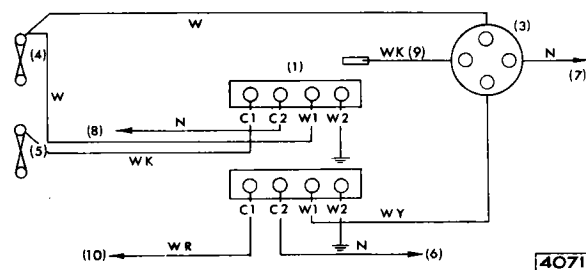 W
(3)
(4)
WK (9)
N
(7)
(1)
W
C1 C2 W1 W2
(8)
N
(5)
WK
C1 C2 W1 W2
WY
(10)
WR
N
(6)
4071